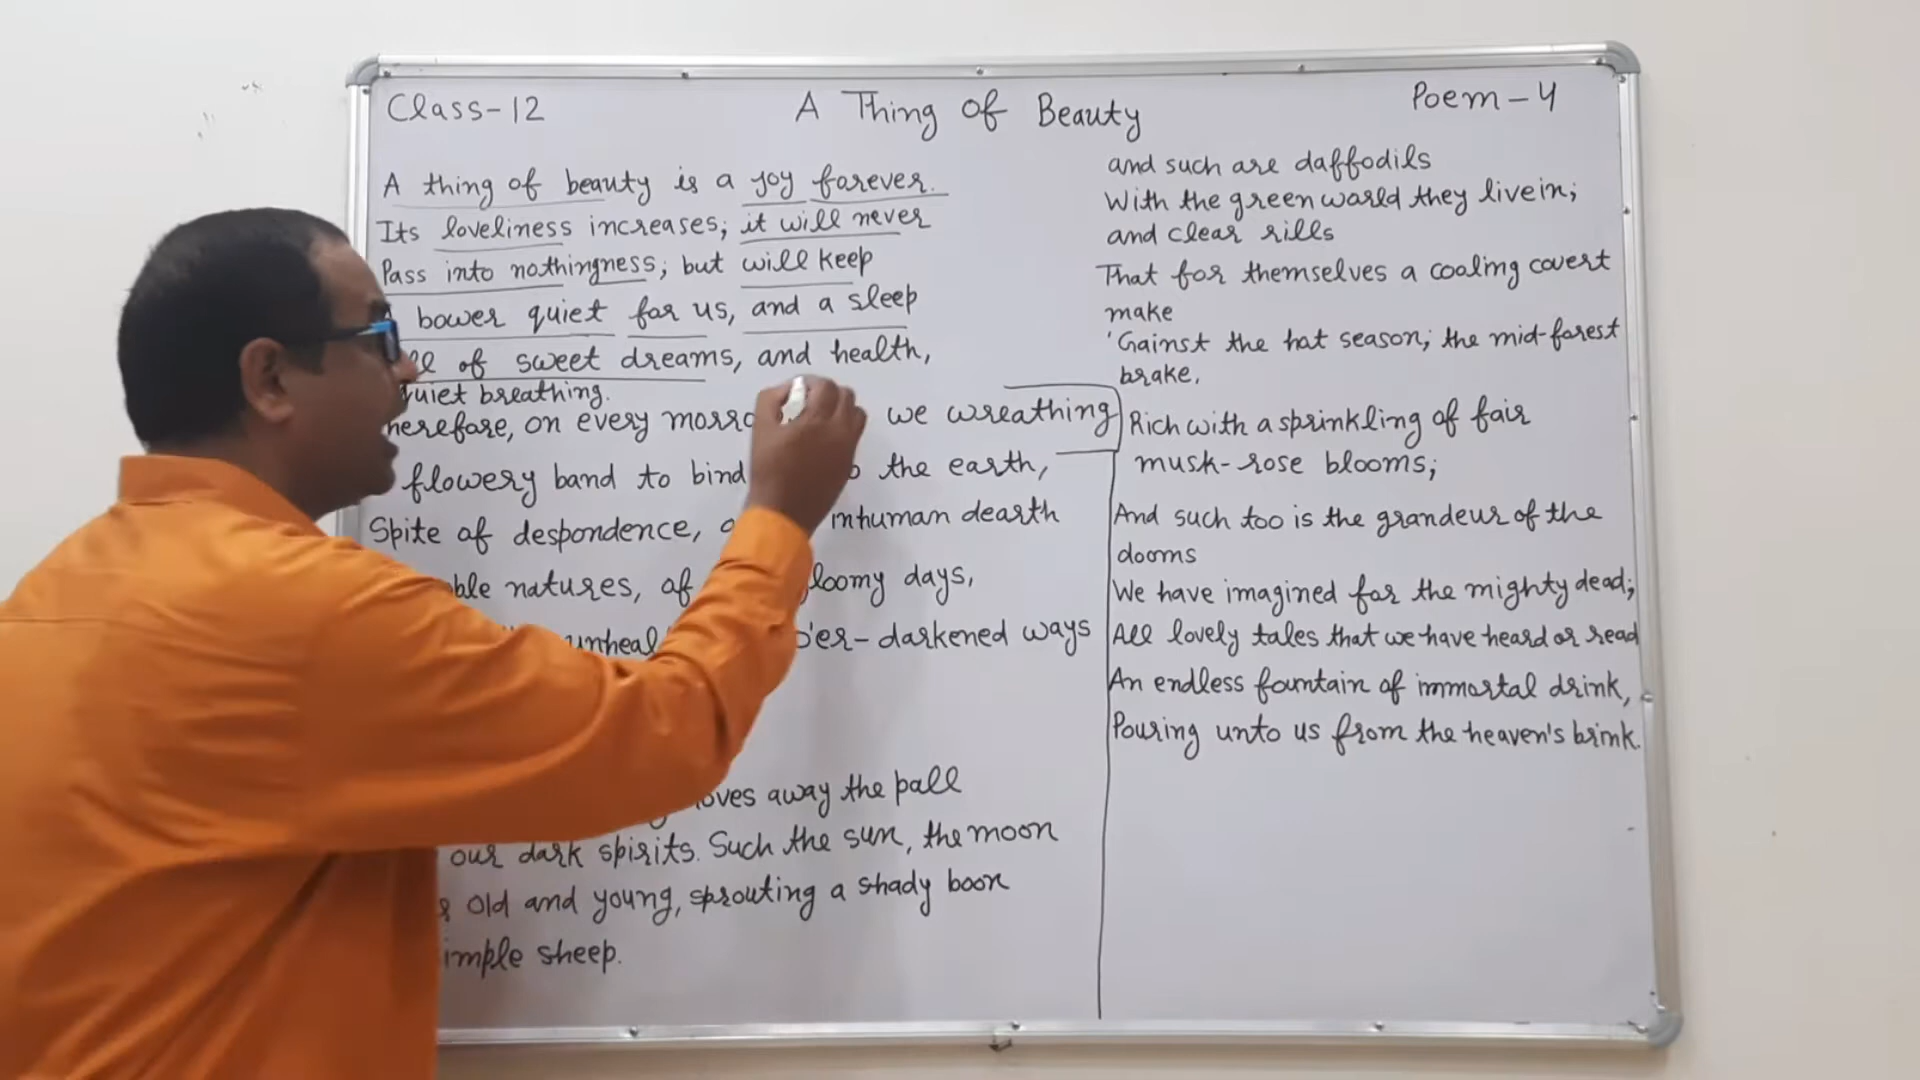 Class-12
A Thing of Beauty
Poem-4
A thing of beauty is a joy forever.
Its loveliness increases; it will never
Pass into nothingness; but will keep
bower quiet for us, and a sleep
of sweet dreams, and health,
quiet breathing.
on every we wreathing
flowery band to bind the earth,
Spite of despondence, inhuman dearth
natures, of gloomy days,
o'er-darkened ways
away the pall
our dark spirits. Such the sun, the moon
old and young, sprouting a shady boon
sheep.
and such are daffodils
With the green world they live in;
and clear rills
That for themselves a cooling covert
make
'Gainst the hot season; the mid-forest
brake,
Rich with a sprinkling of fair
musk-rose blooms;
And such too is the grandeur of the
dooms
We have imagined for the mighty dead;
All lovely tales that we have heard or read
An endless fountain of immortal drink,
Pouring unto us from the heaven's brink.